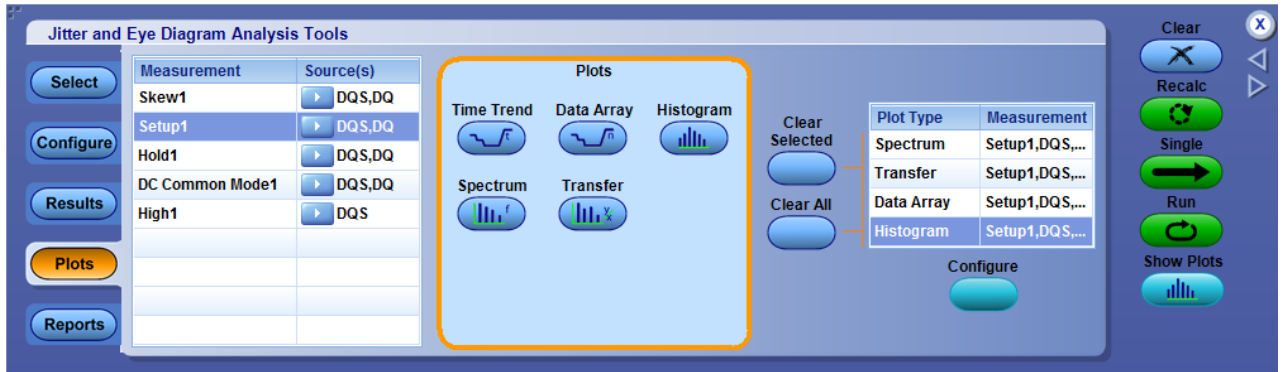 Jitter and Eye Diagram Analysis Tools
Clear
X
Select
Measurement Source(s)
Skew1 DQS,DQ
Setup1 DQS,DQ
Hold1 DQS,DQ
DC Common Mode1 DQS,DQ
High1 DQS
Configure
Results
Plots
Reports
Plots
Time Trend Data Array Histogram
t n
Spectrum Transfer
f y/x
Clear
Selected
Clear All
Plot Type Measurement
Spectrum Setup1,DQS,...
Transfer Setup1,DQS,...
Data Array Setup1,DQS,...
Histogram Setup1,DQS,...
Configure
Recalc
Single
Run
Show Plots